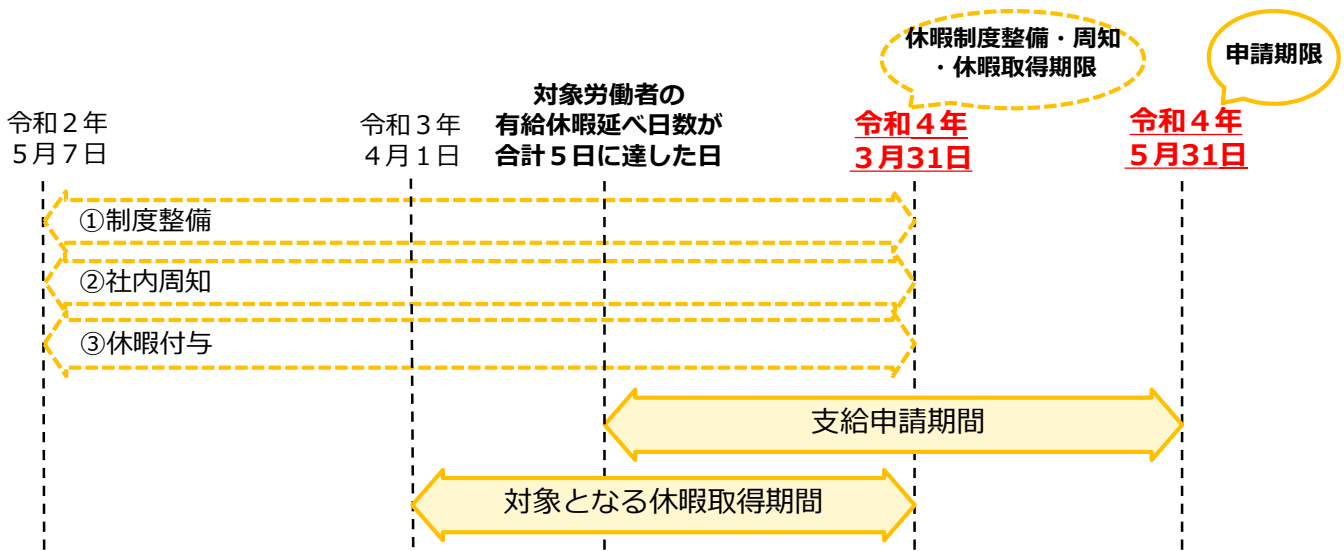 休暇制度整備・周知
・休暇取得期限
申請期限
令和２年
５月７日
令和３年
４月１日
対象労働者の
有給休暇延べ日数が
合計５日に達した日
令和４年
３月31日
令和４年
５月31日
①制度整備
②社内周知
③休暇付与
支給申請期間
対象となる休暇取得期間